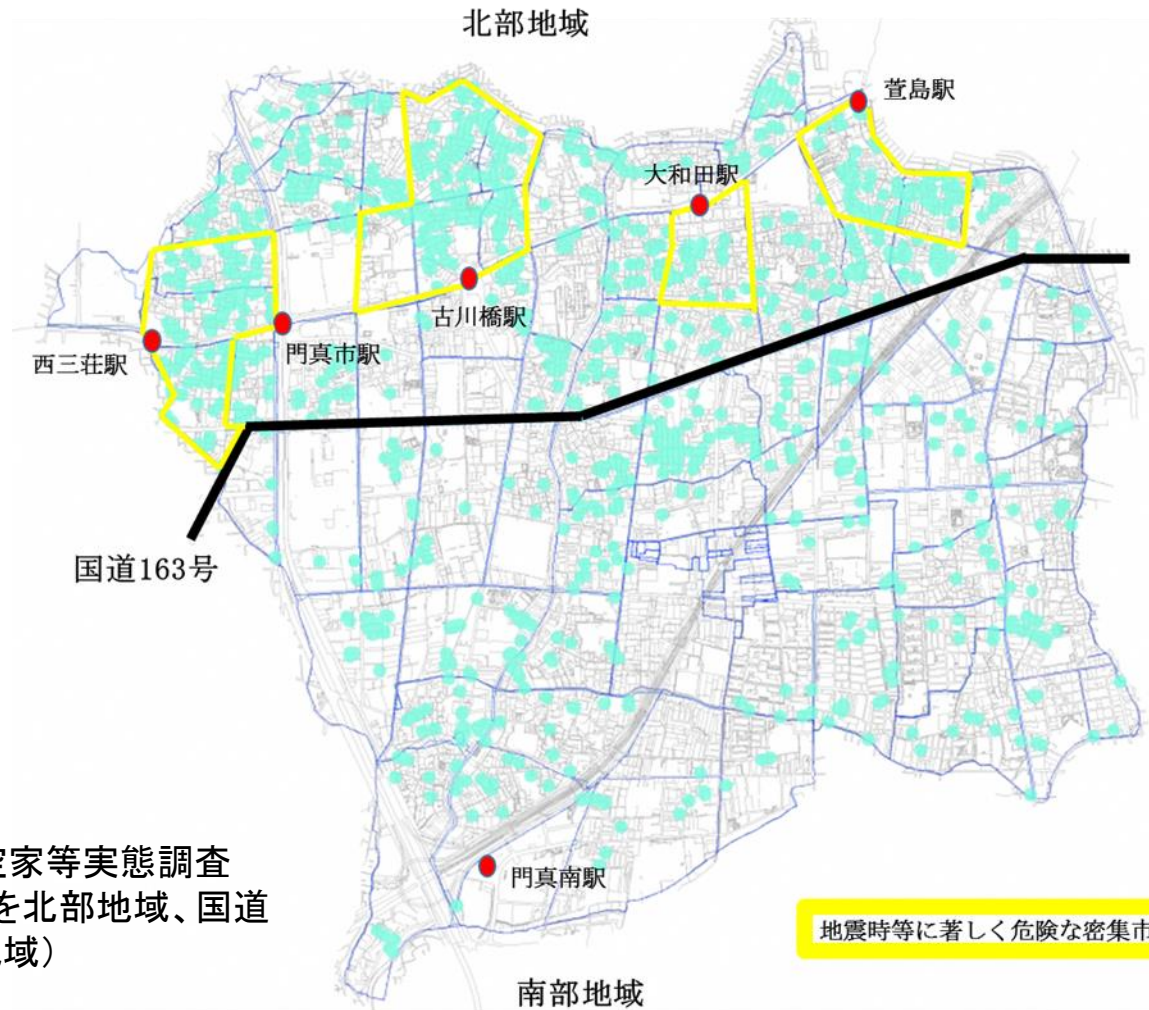 北部地域
萱島駅
大和田駅
古川橋駅
門真市駅
西三荘駅
国道163号
家等実態調査
を北部地域、国道
域）
門真南駅
地震時等に著しく危険な密集市
南部地域